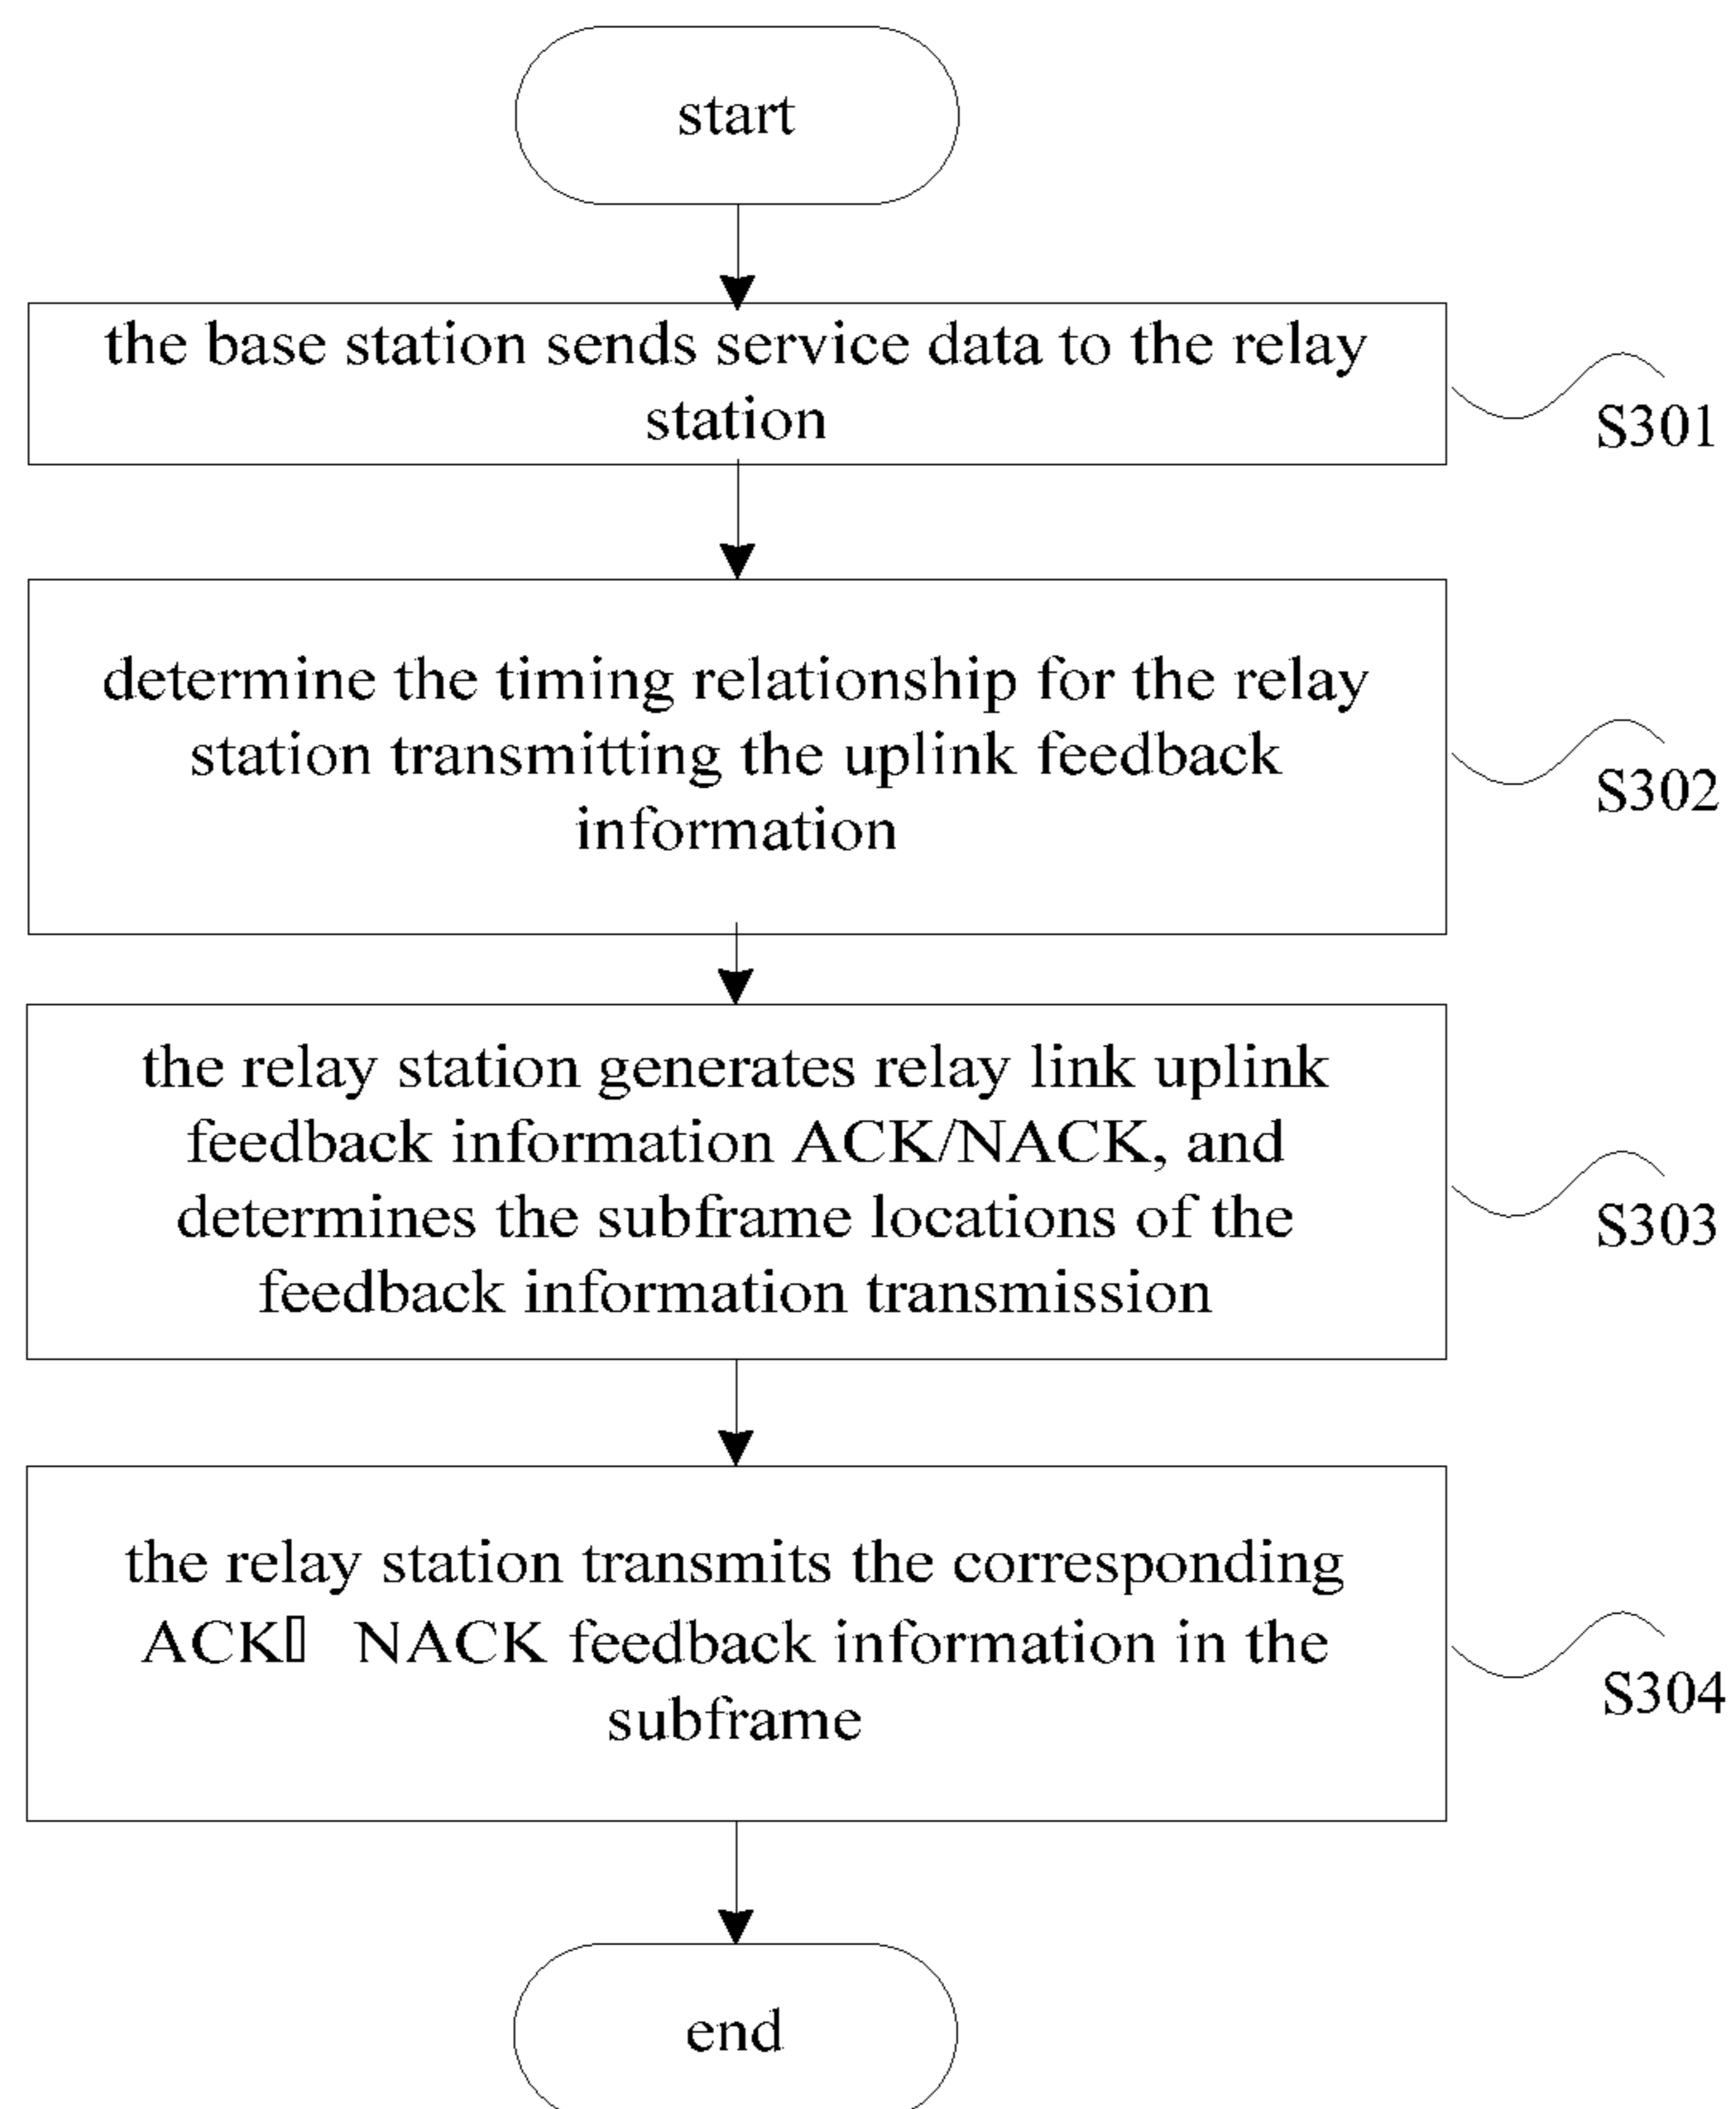 start
the base station sends service data to the relay
station
S301
determine the timing relationship for the relay
station transmitting the uplink feedback
information
S302
the relay station generates relay link uplink
feedback information ACK/NACK, and
determines the subframe locations of the
feedback information transmission
S303
the relay station transmits the corresponding
ACK▯ NACK feedback information in the
subframe
S304
end